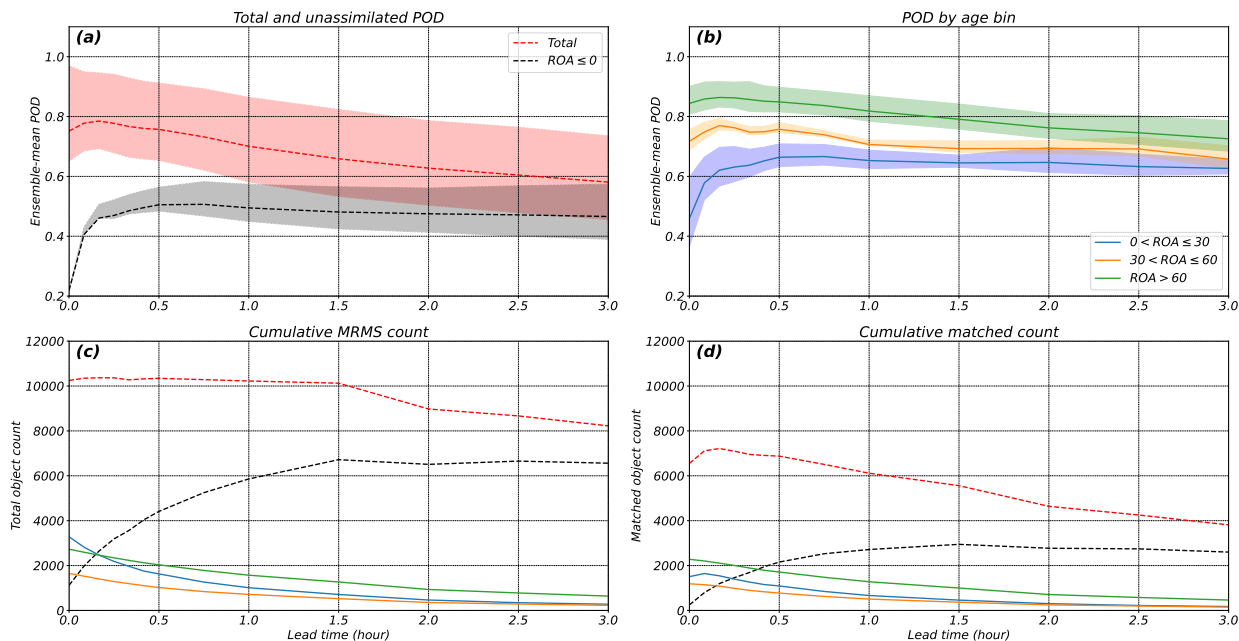 Total and unassimilated POD
(a)
Total
ROA ≤ 0
Ensemble-mean POD
1.0
0.8
0.6
0.4
0.2
0.0 0.5 1.0 1.5 2.0 2.5 3.0
POD by age bin
(b)
Ensemble-mean POD
1.0
0.8
0.6
0.4
0.2
0 < ROA ≤ 30
30 < ROA ≤ 60
ROA > 60
0.0 0.5 1.0 1.5 2.0 2.5 3.0
Cumulative MRMS count
(c)
Total object count
12000
10000
8000
6000
4000
2000
0
0.0 0.5 1.0 1.5 2.0 2.5 3.0
Lead time (hour)
Cumulative matched count
(d)
Matched object count
12000
10000
8000
6000
4000
2000
0
0.0 0.5 1.0 1.5 2.0 2.5 3.0
Lead time (hour)